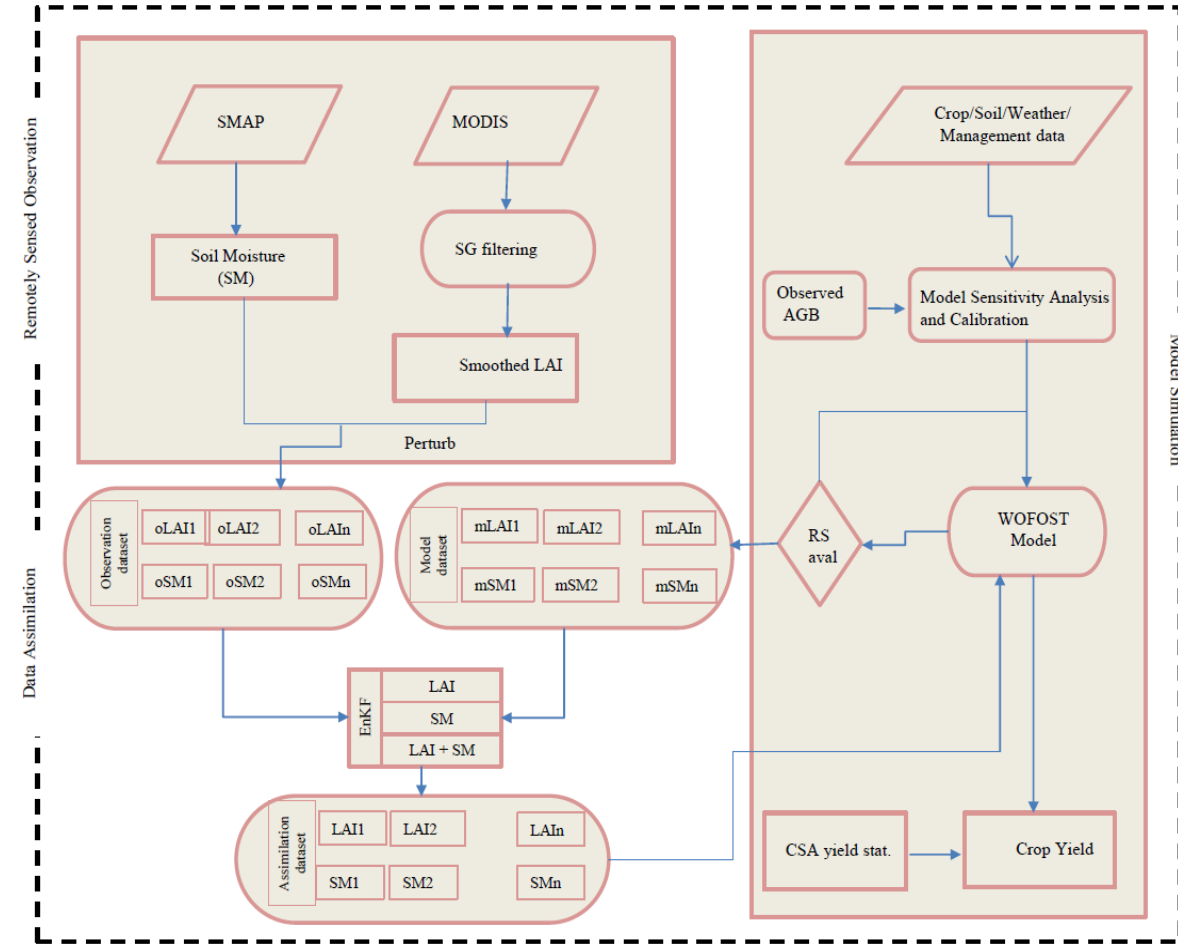 Remotely Sensed Observation
SMAP
MODIS
Soil Moisture
(SM)
SG filtering
Smoothed LAI
Perturb
Crop/Soil/Weather/
Management data
Observed
AGB
Model Sensitivity Analysis
and Calibration
Model Simulation
WOFOST
Model
RS
aval
CSA yield stat.
Crop Yield
Data Assimilation
Observation
dataset
oLAI1
oLAI2
oLAIn
oSM1
oSM2
oSMn
Model
dataset
mLAI1
mLAI2
mLAIn
mSM1
mSM2
mSMn
EnKF
LAI
SM
LAI + SM
Assimilation
dataset
LAI1
LAI2
LAIn
SM1
SM2
SMn